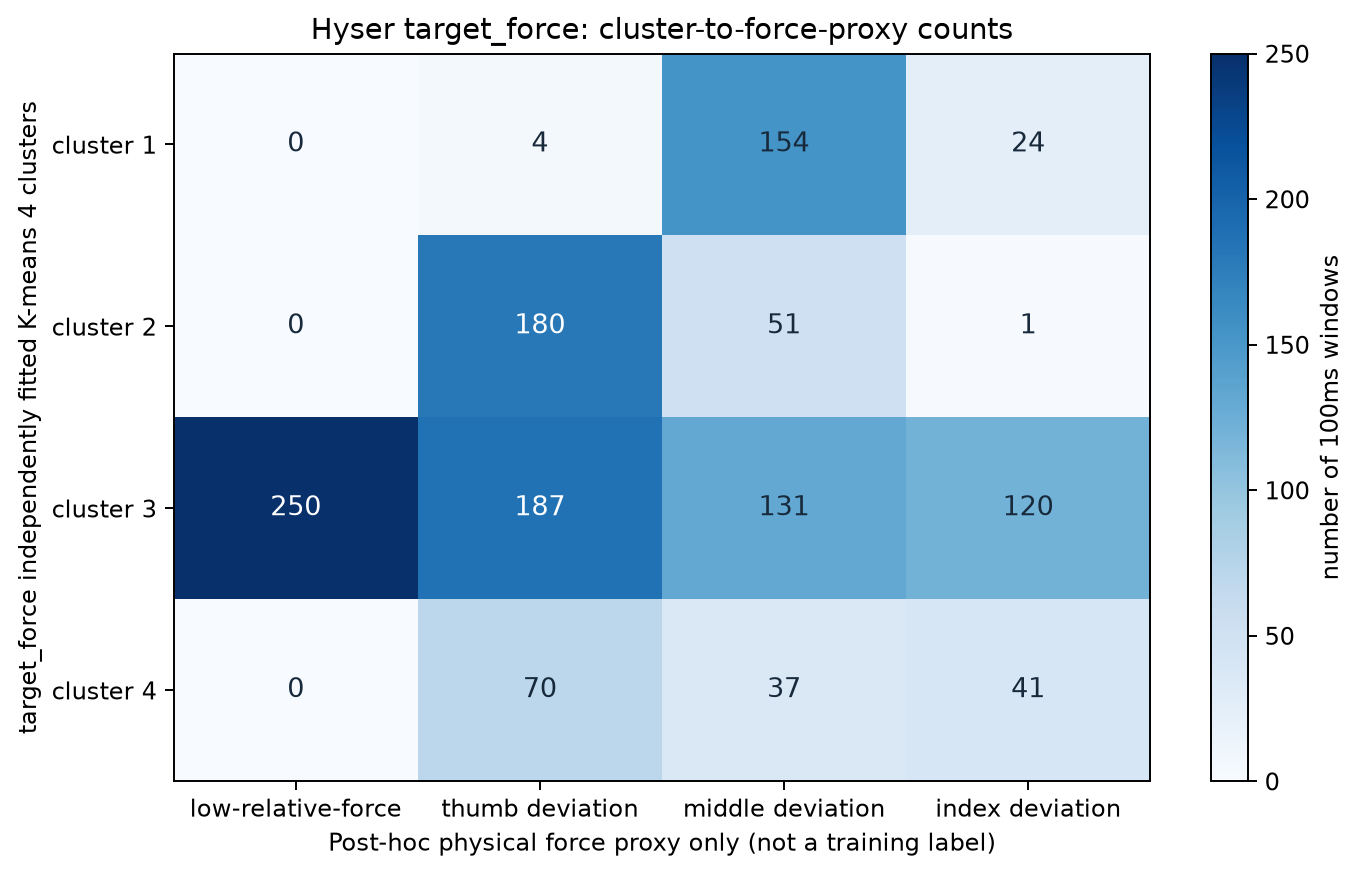 Hyser target_force: cluster-to-force-proxy counts
target_force independently fitted K-means 4 clusters
cluster 1
0
4
154
24
cluster 2
0
180
51
1
cluster 3
250
187
131
120
cluster 4
0
70
37
41
low-relative-force
thumb deviation
middle deviation
index deviation
Post-hoc physical force proxy only (not a training label)
250
200
150
100
50
0
number of 100ms windows